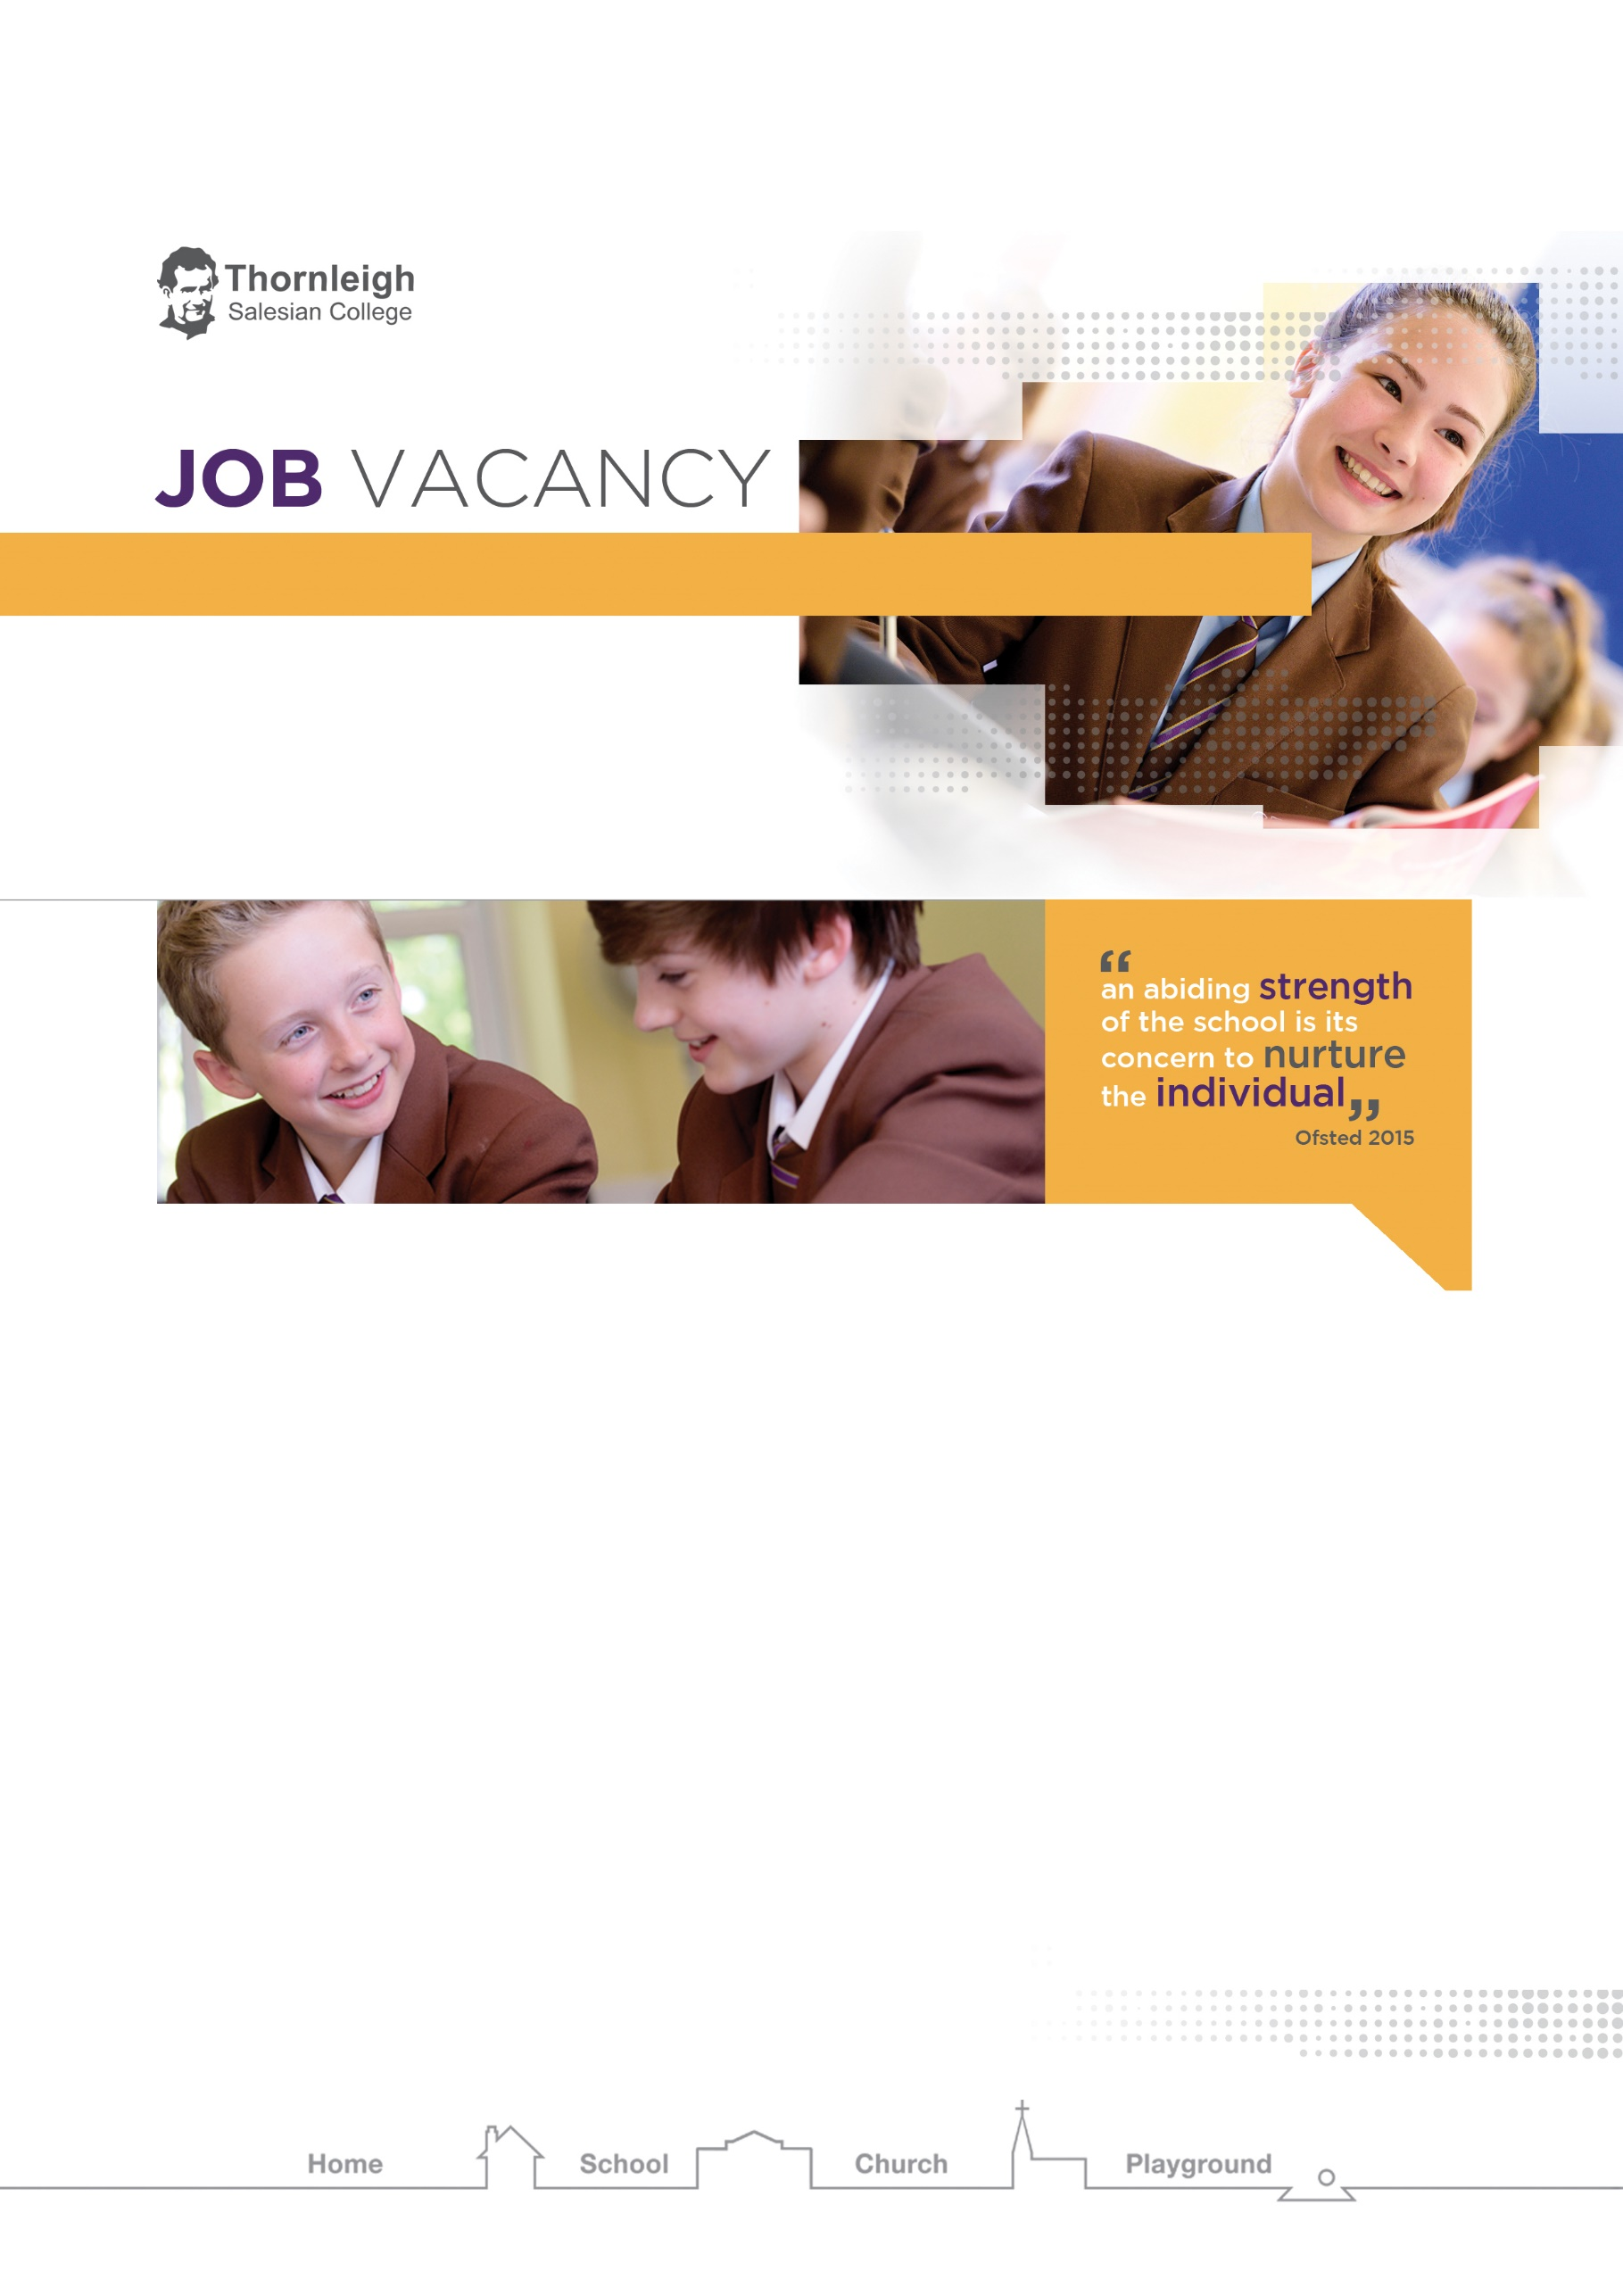 Thornleigh
Salesian College
JOB VACANCY
“
an abiding strength
of the school is its
concern to nurture
the individual”
Ofsted 2015
Home School Church Playground